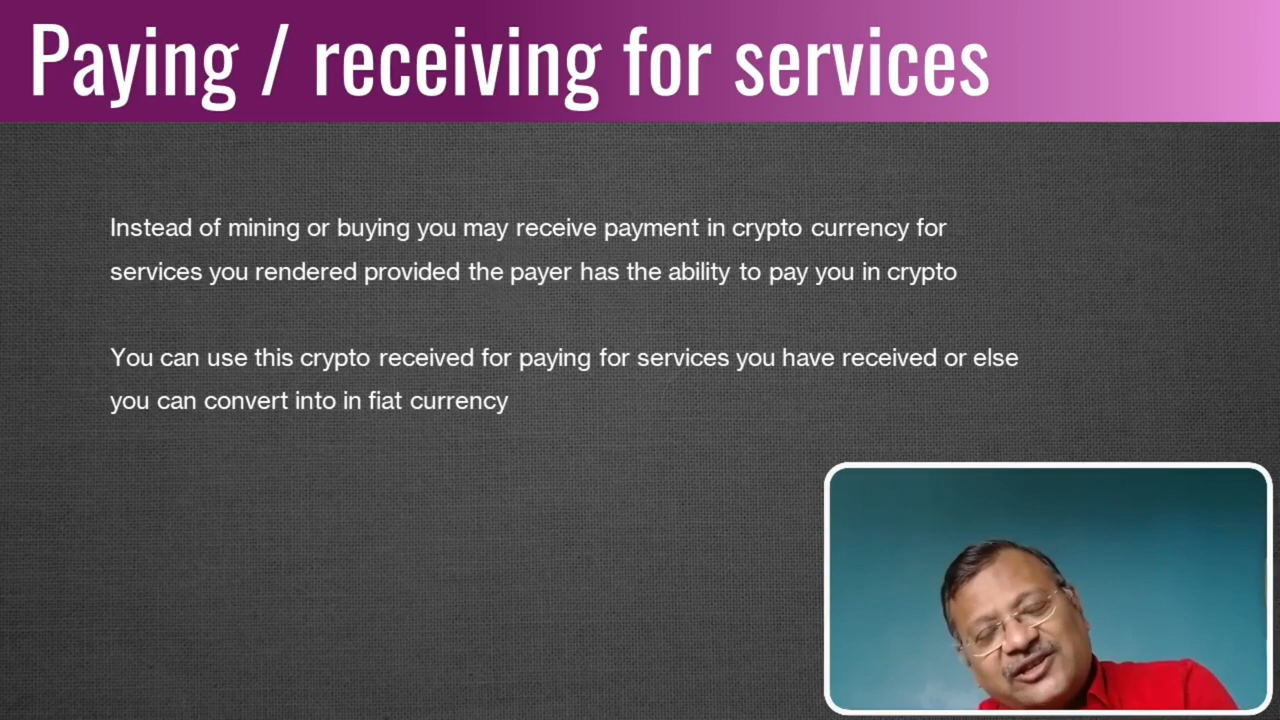 Paying / receiving for services
Instead of mining or buying you may receive payment in crypto currency for
services you rendered provided the payer has the ability to pay you in crypto
You can use this crypto received for paying for services you have received or else
you can convert into in fiat currency